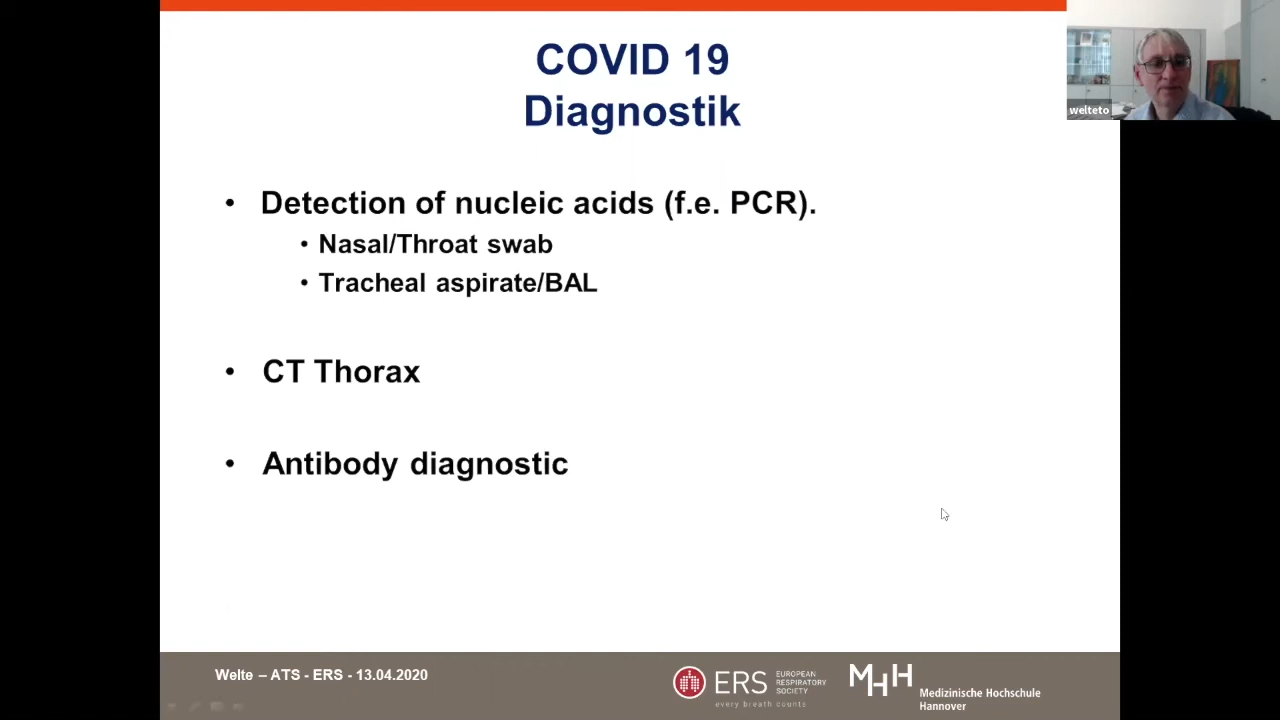 COVID 19
Diagnostik
welteto
• Detection of nucleic acids (f.e. PCR).
• Nasal/Throat swab
• Tracheal aspirate/BAL
• CT Thorax
• Antibody diagnostic
Welte – ATS - ERS - 13.04.2020
ERS
EUROPEAN
RESPIRATORY
SOCIETY
every breath counts
MHH
Medizinische Hochschule
Hannover